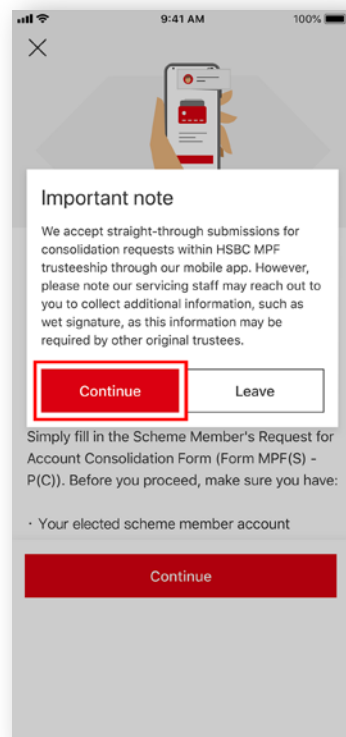 9:41 AM
100%
Important note
We accept straight-through submissions for
consolidation requests within HSBC MPF
trusteeship through our mobile app. However,
please note our servicing staff may reach out to
you to collect additional information, such as
wet signature, as this information may be
required by other original trustees.
Continue
Leave
Simply fill in the Scheme Member's Request for
Account Consolidation Form (Form MPF(S) -
P(C)). Before you proceed, make sure you have:
· Your elected scheme member account
Continue